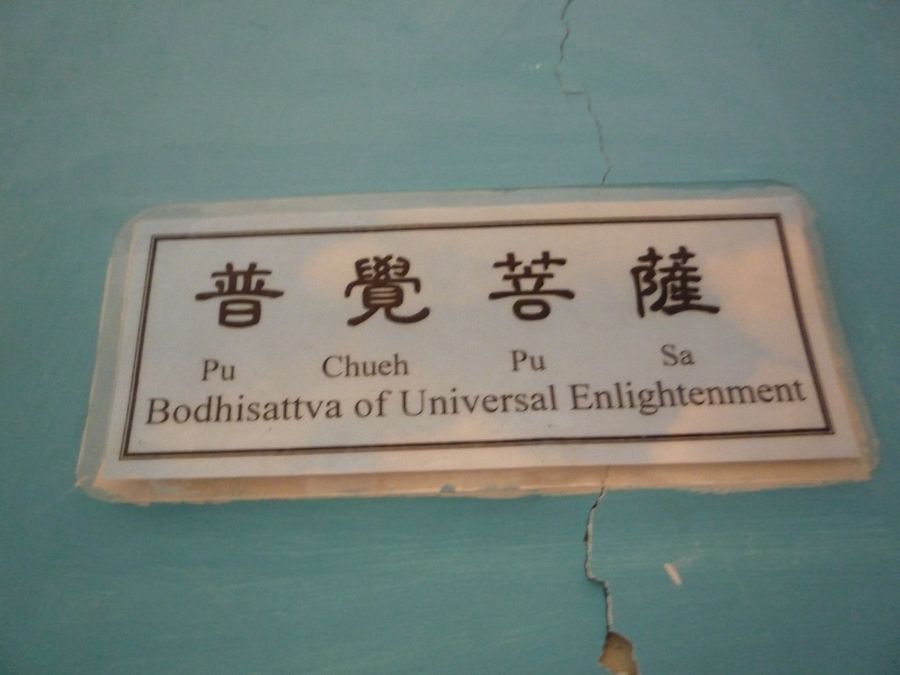 普覺菩薩
Pu Chueh Pu Sa
Bodhisattva of Universal Enlightenment